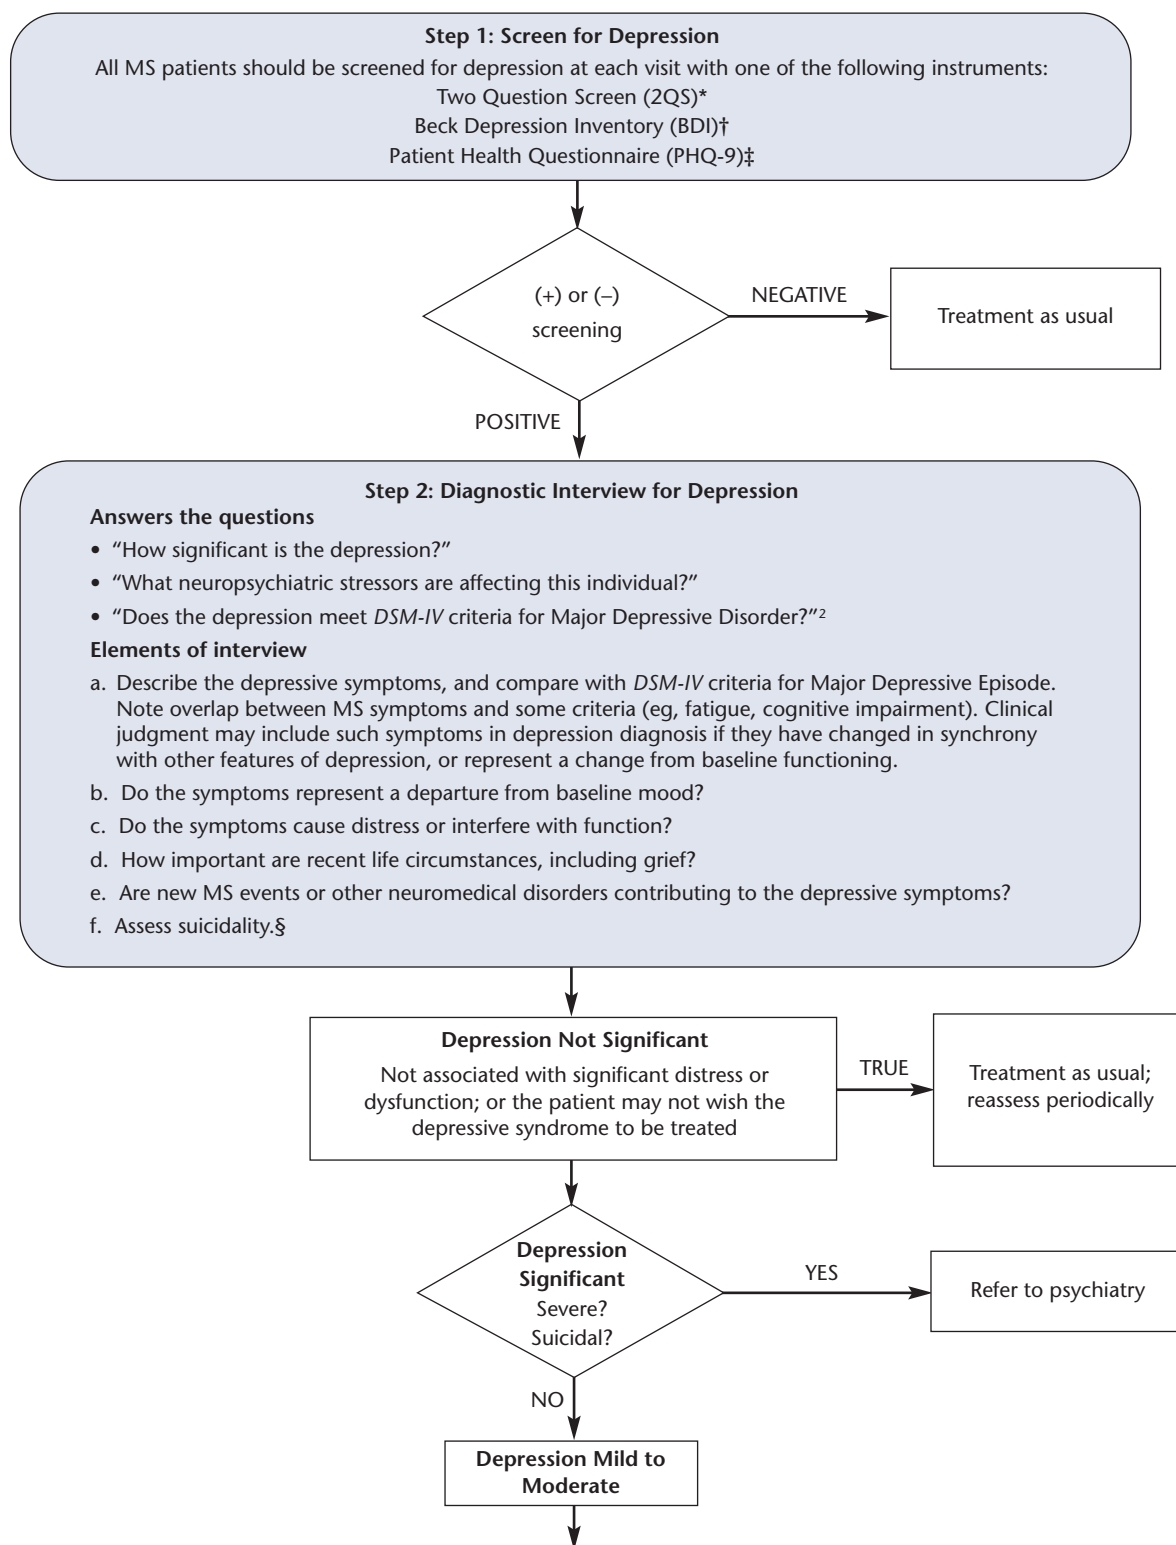 Step 1: Screen for Depression
All MS patients should be screened for depression at each visit with one of the following instruments:
Two Question Screen (2QS)*
Beck Depression Inventory (BDI)†
Patient Health Questionnaire (PHQ-9)‡
(+) or (–)
screening
NEGATIVE
Treatment as usual
POSITIVE
Step 2: Diagnostic Interview for Depression
Answers the questions
• “How significant is the depression?”
• “What neuropsychiatric stressors are affecting this individual?”
• “Does the depression meet DSM-IV criteria for Major Depressive Disorder?”²
Elements of interview
a. Describe the depressive symptoms, and compare with DSM-IV criteria for Major Depressive Episode.
Note overlap between MS symptoms and some criteria (eg, fatigue, cognitive impairment). Clinical
judgment may include such symptoms in depression diagnosis if they have changed in synchrony
with other features of depression, or represent a change from baseline functioning.
b. Do the symptoms represent a departure from baseline mood?
c. Do the symptoms cause distress or interfere with function?
d. How important are recent life circumstances, including grief?
e. Are new MS events or other neuromedical disorders contributing to the depressive symptoms?
f. Assess suicidality.§
Depression Not Significant
Not associated with significant distress or
dysfunction; or the patient may not wish the
depressive syndrome to be treated
TRUE
Treatment as usual;
reassess periodically
Depression
Significant
Severe?
Suicidal?
YES
Refer to psychiatry
NO
Depression Mild to
Moderate